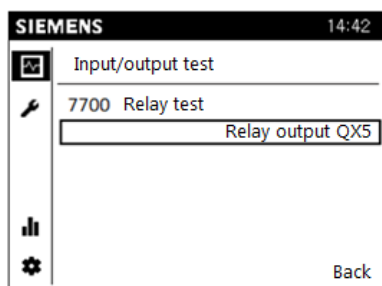 SIEMENS 14:42
Input/output test
7700 Relay test
Relay output QX5
Back